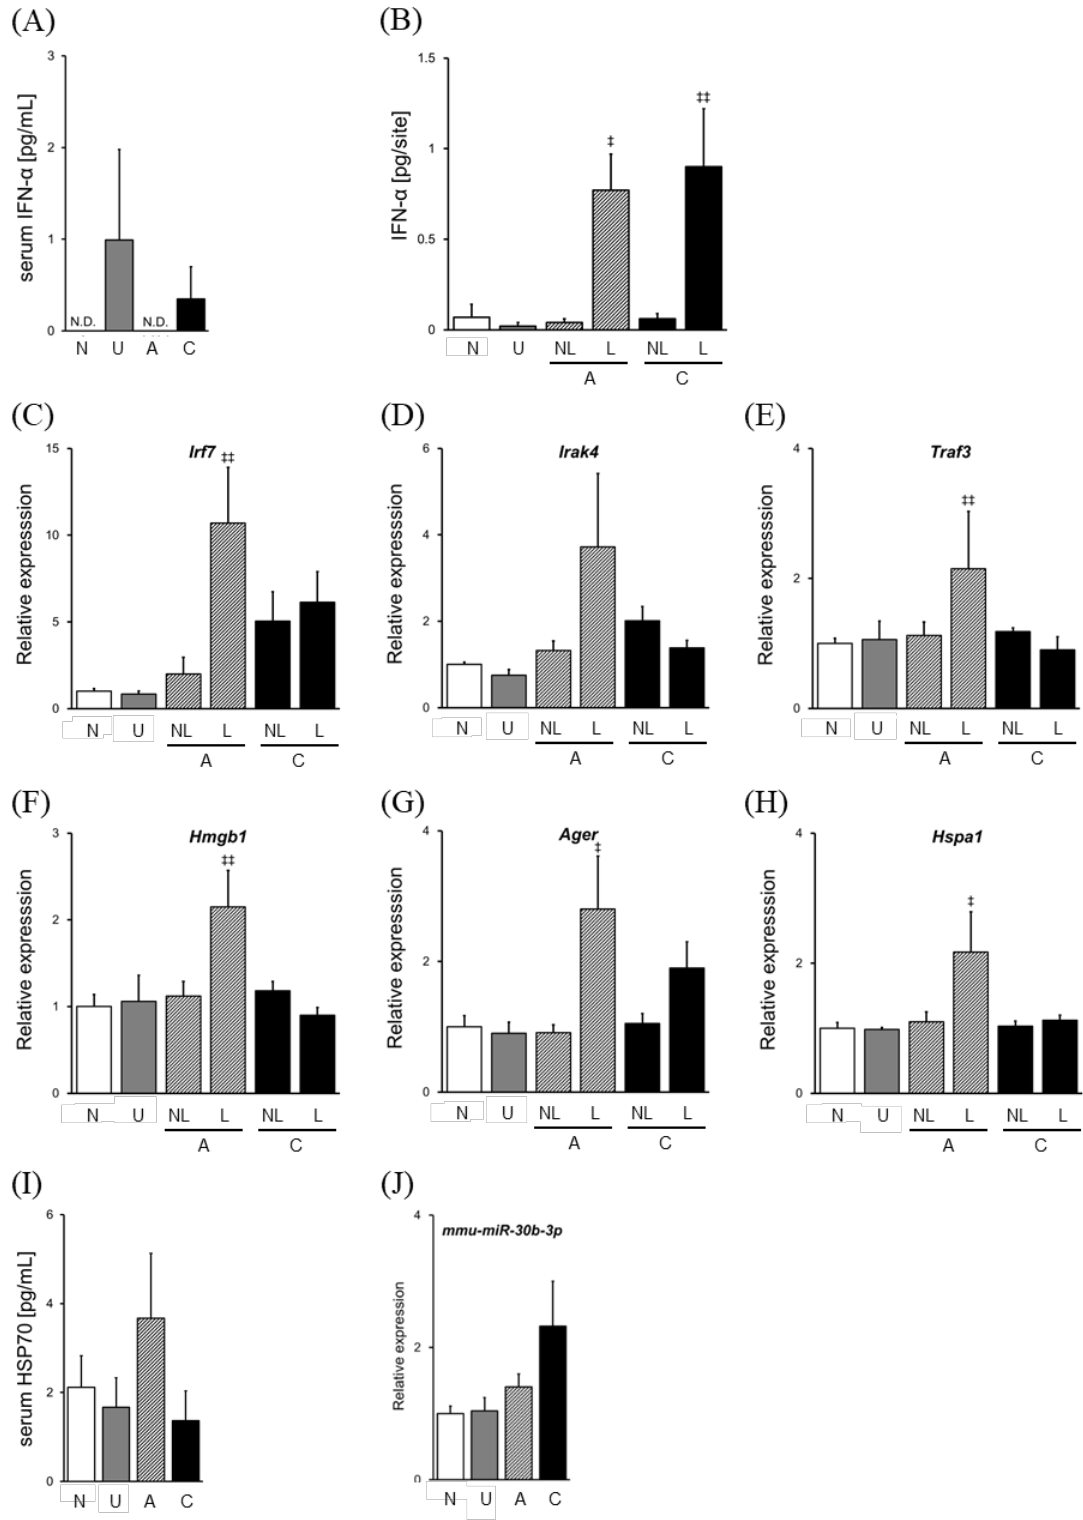 (A)
serum IFN-α [pg/mL]
3
2
1
0
N.D.
N.D.
N U A C
(B)
IFN-α [pg/site]
1.5
1
0.5
0
‡
‡‡
N U NL L NL L
A C
(C)
Relative expresssion
Irf7
15
10
5
0
‡‡
N U NL L NL L
A C
(D)
Relative expresssion
Irak4
6
4
2
0
N U NL L NL L
A C
(E)
Relative expresssion
Traf3
4
2
0
‡‡
N U NL L NL L
A C
(F)
Relative expresssion
Hmgb1
3
2
1
0
‡‡
N U NL L NL L
A C
(G)
Relative expresssion
Ager
4
2
0
‡
N U NL L NL L
A C
(H)
Relative expresssion
Hspa1
4
2
0
‡
N U NL L NL L
A C
(I)
serum HSP70 [pg/mL]
6
4
2
0
N U A C
(J)
Relative expression
mmu-miR-30b-3p
4
2
0
N U A C